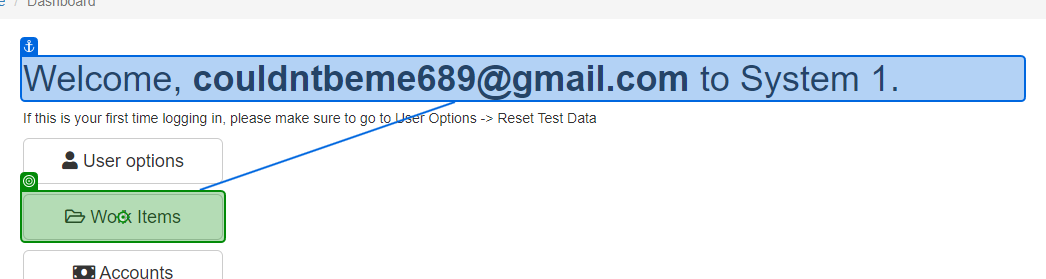 e / Dashboard
Welcome, couldntbeme689@gmail.com to System 1.
If this is your first time logging in, please make sure to go to User Options -> Reset Test Data
User options
Work Items
Accounts